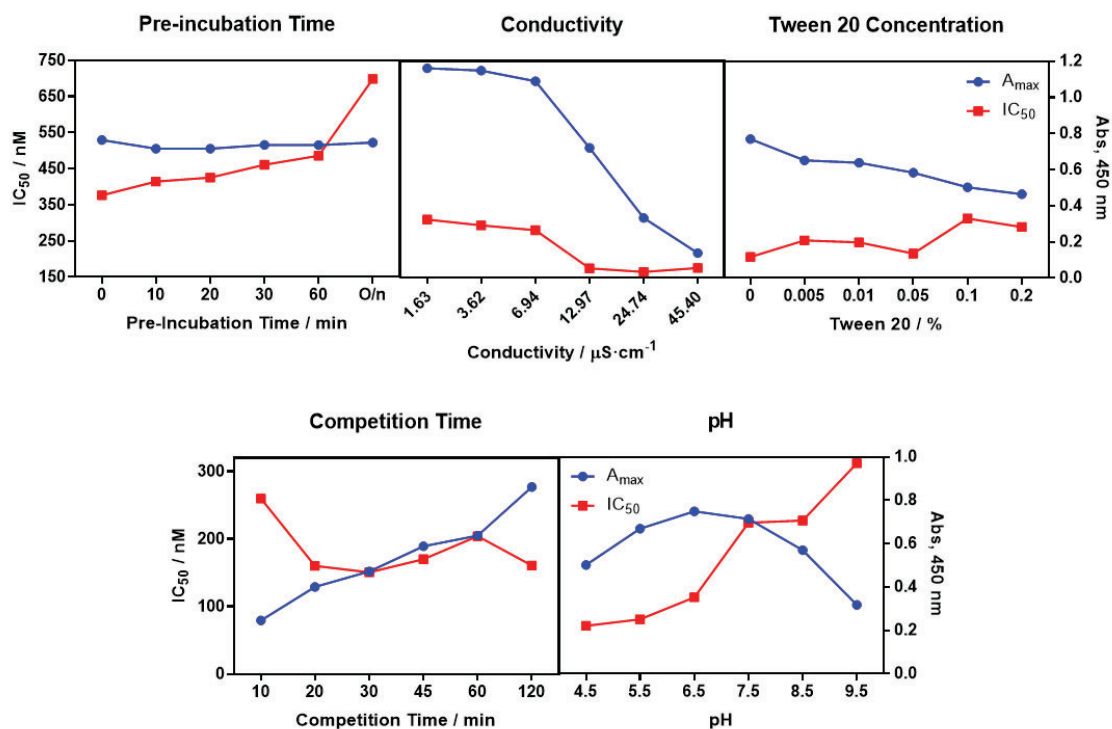 Pre-incubation Time
Conductivity
Tween 20 Concentration
IC50 / nM
750
650
550
450
350
250
150
0
10
20
30
60
O/n
Pre-Incubation Time / min
1.63
3.62
6.94
12.97
24.74
45.40
Conductivity / μS·cm-1
Amax
IC50
0
0.005
0.01
0.05
0.1
0.2
Tween 20 / %
1.2
1.0
0.8
0.6
0.4
0.2
0.0
Abs, 450 nm
Competition Time
pH
IC50 / nM
300
200
100
0
10
20
30
45
60
120
Competition Time / min
Amax
IC50
4.5
5.5
6.5
7.5
8.5
9.5
pH
1.0
0.8
0.6
0.4
0.2
0.0
Abs, 450 nm